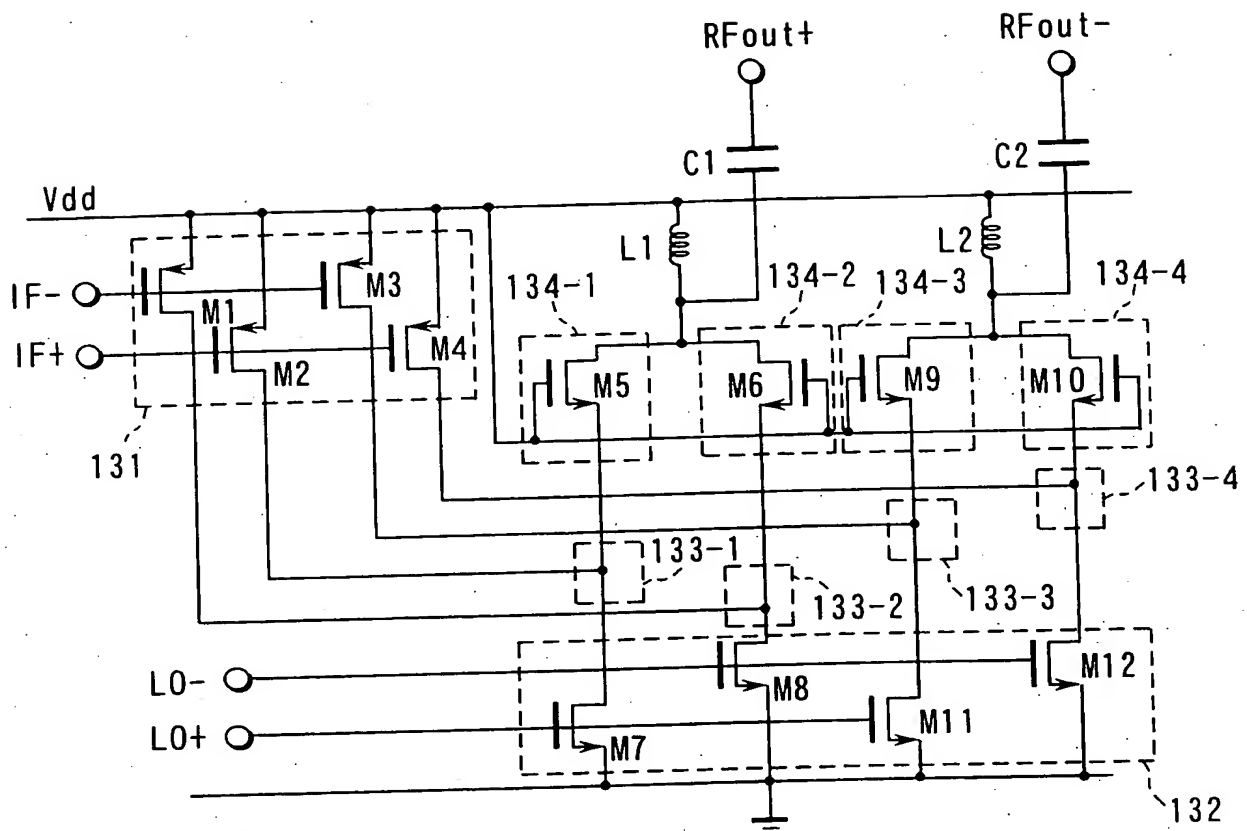 RFout+
RFout-
C1
C2
Vdd
L1
L2
134-1
134-2
134-3
134-4
IF-
M1
M3
IF+
M2
M4
M5
M6
M9
M10
131
133-4
133-1
133-2
133-3
LO-
M8
M12
LO+
M7
M11
132